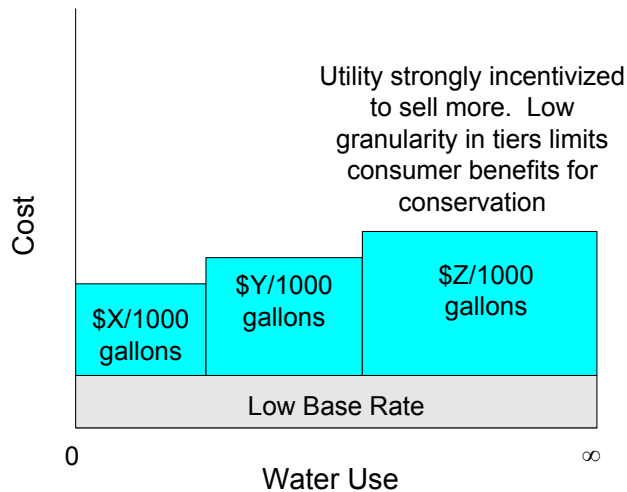 Utility strongly incentivized
to sell more.  Low
granularity in tiers limits
consumer benefits for
conservation
Cost
$X/1000
gallons
$Y/1000
gallons
$Z/1000
gallons
Low Base Rate
0
∞
Water Use